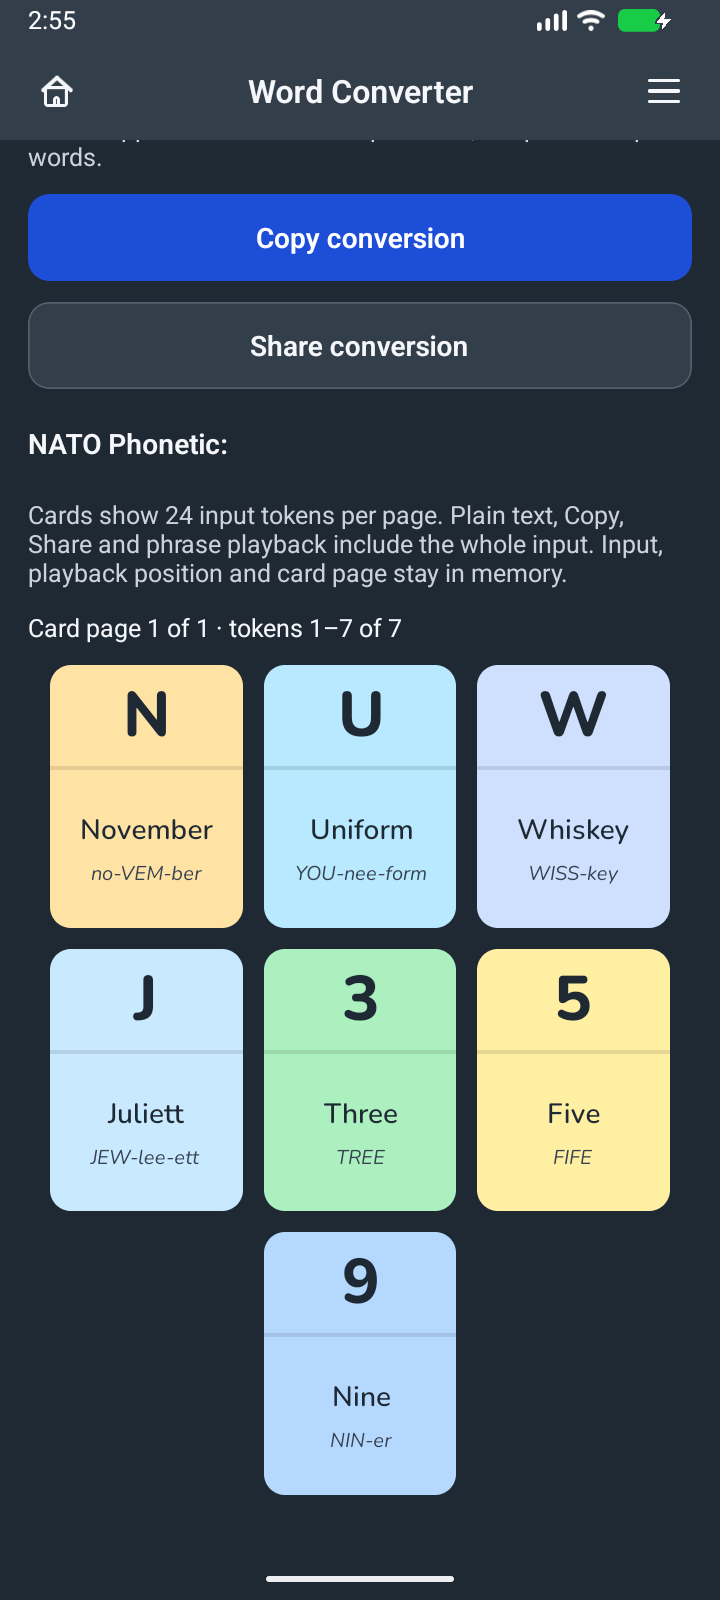 2:55
Word Converter
words.
Copy conversion
Share conversion
NATO Phonetic:
Cards show 24 input tokens per page. Plain text, Copy,
Share and phrase playback include the whole input. Input,
playback position and card page stay in memory.
Card page 1 of 1 · tokens 1–7 of 7
N
November
no-VEM-ber
U
Uniform
YOU-nee-form
W
Whiskey
WISS-key
J
Juliett
JEW-lee-ett
3
Three
TREE
5
Five
FIFE
9
Nine
NIN-er